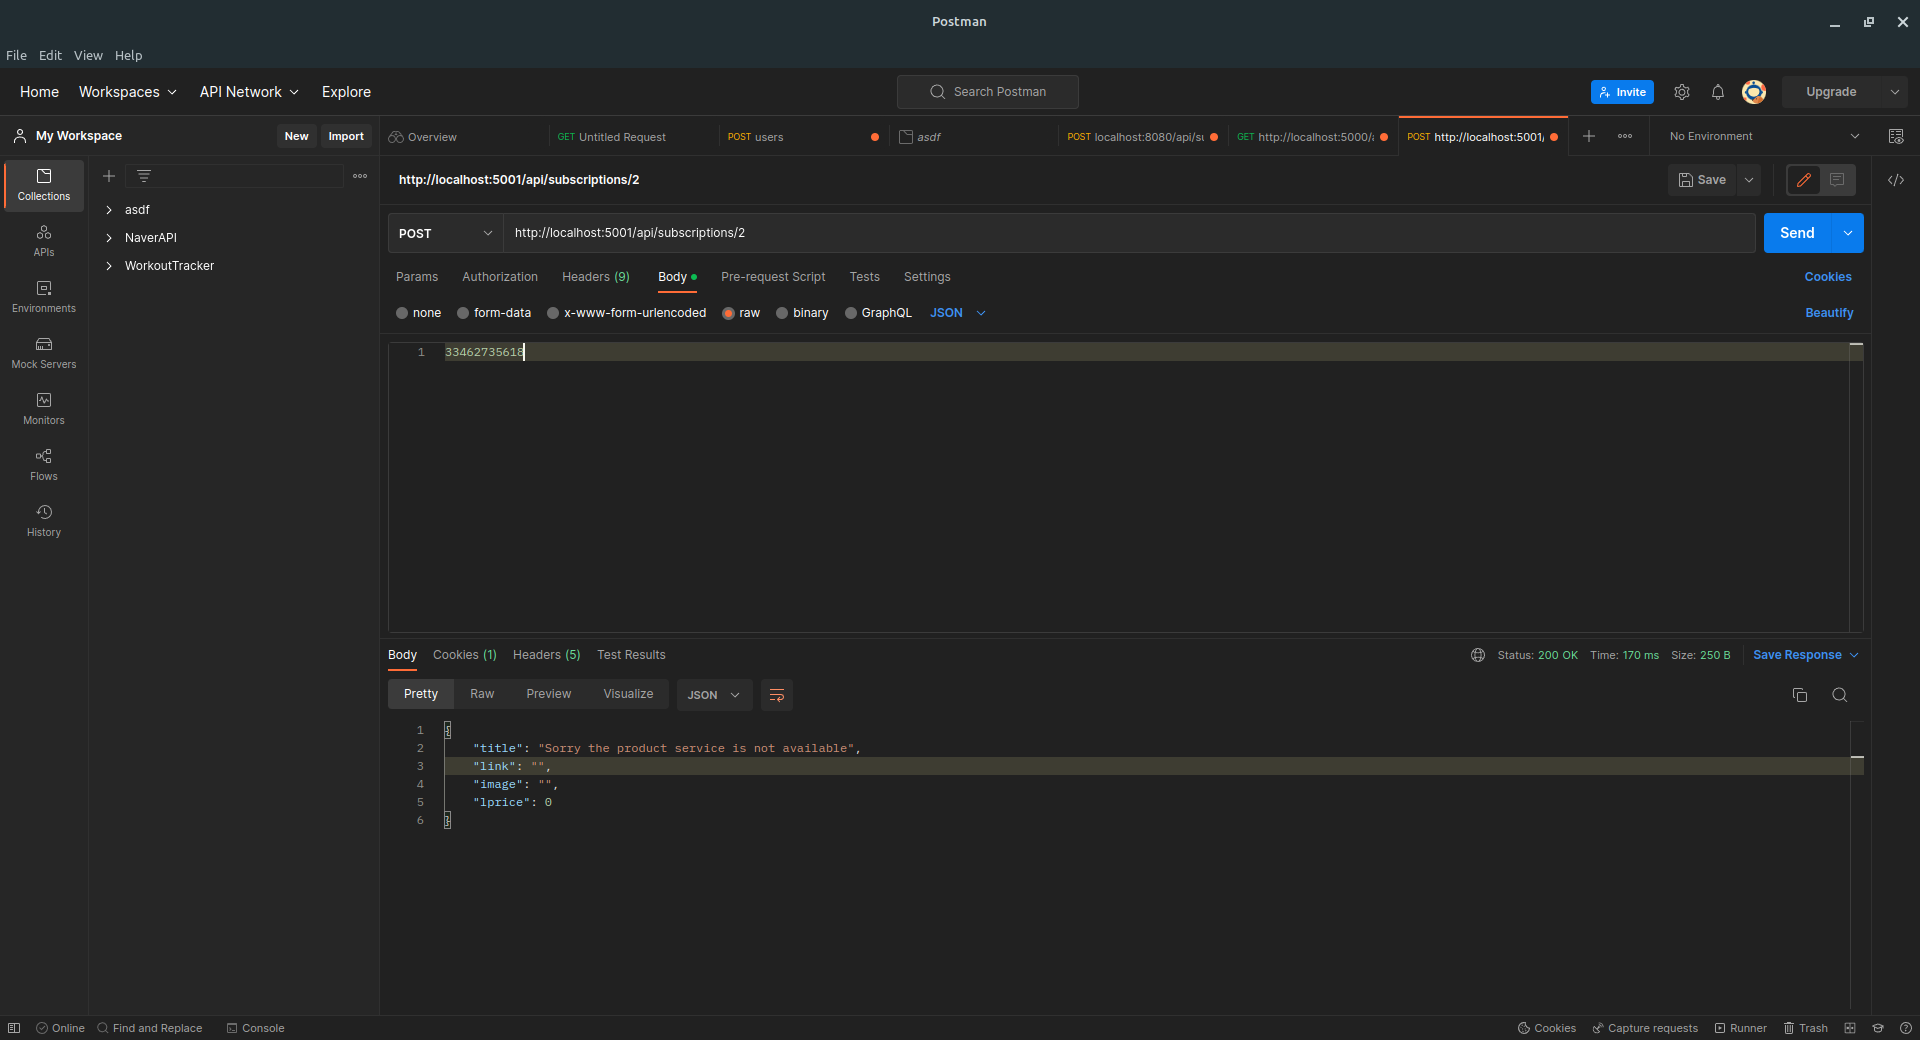 Postman
File Edit View Help
Home Workspaces API Network Explore Search Postman Invite Upgrade
My Workspace New Import
Overview GET Untitled Request POST users asdf POST localhost:8080/api/su GET http://localhost:5000/a POST http://localhost:5001/ No Environment
Collections
APIs
Environments
Mock Servers
Monitors
Flows
History
asdf
NaverAPI
WorkoutTracker
http://localhost:5001/api/subscriptions/2 Save
POST http://localhost:5001/api/subscriptions/2 Send
Params Authorization Headers (9) Body Pre-request Script Tests Settings Cookies
none form-data x-www-form-urlencoded raw binary GraphQL JSON Beautify
1 33462735618
Body Cookies (1) Headers (5) Test Results Status: 200 OK Time: 170 ms Size: 250 B Save Response
Pretty Raw Preview Visualize JSON
1 {
2 "title": "Sorry the product service is not available",
3 "link": "",
4 "image": "",
5 "lprice": 0
6 }
Online Find and Replace Console Cookies Capture requests Runner Trash